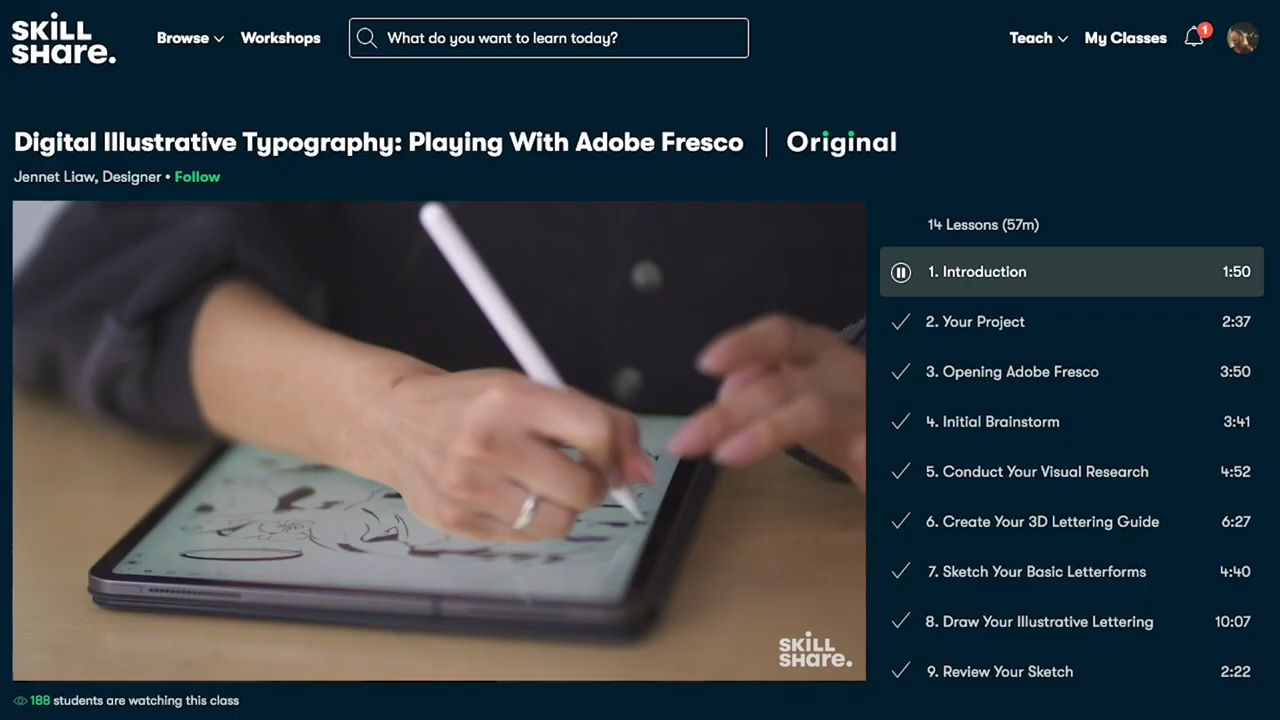 SKILL
SHARE.
Browse
Workshops
What do you want to learn today?
Teach
My Classes
1
Digital Illustrative Typography: Playing With Adobe Fresco | Original
Jennet Liaw, Designer • Follow
14 Lessons (57m)
1. Introduction 1:50
2. Your Project 2:37
3. Opening Adobe Fresco 3:50
4. Initial Brainstorm 3:41
5. Conduct Your Visual Research 4:52
6. Create Your 3D Lettering Guide 6:27
7. Sketch Your Basic Letterforms 4:40
8. Draw Your Illustrative Lettering 10:07
9. Review Your Sketch 2:22
SKILL
SHARE.
188 students are watching this class